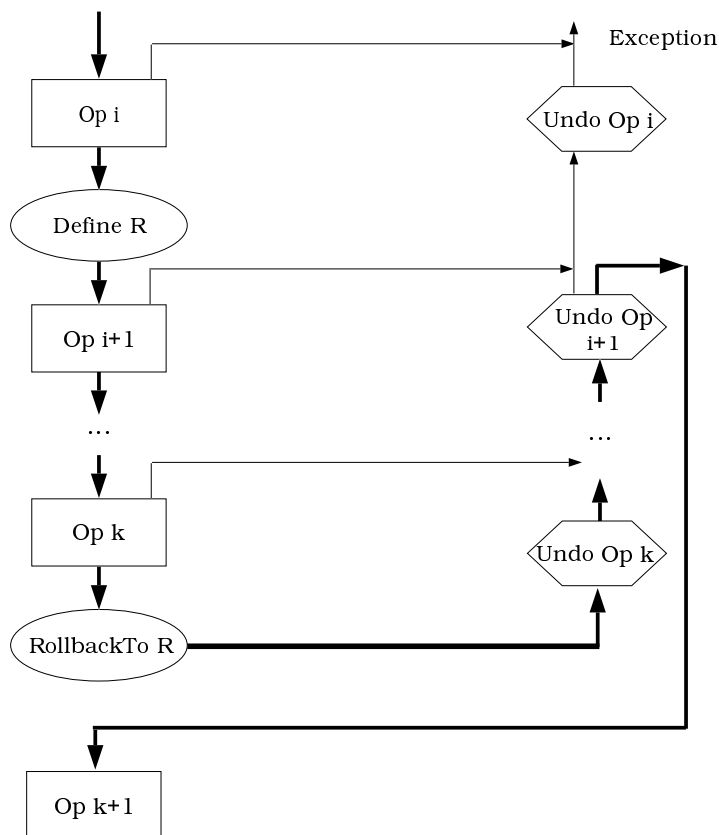 Exception
Op i
Undo Op i
Define R
Undo Op
i+1
Op i+1
...
...
Op k
Undo Op k
RollbackTo R
Op k+1